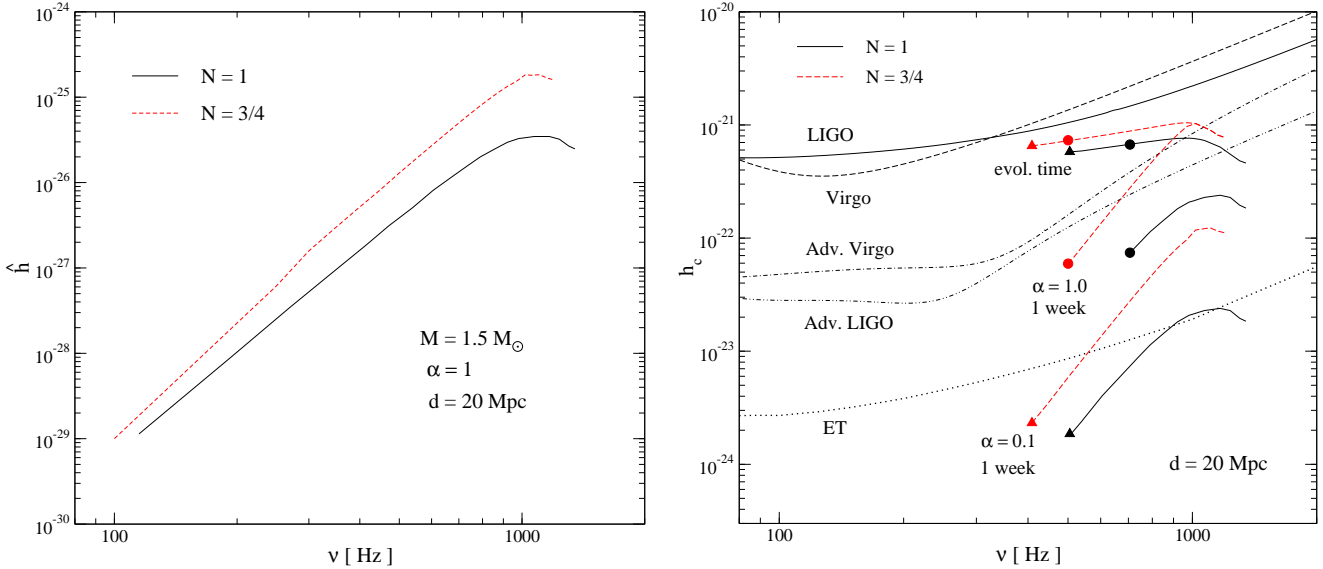 10^-24
10^-25
10^-26
10^-27
10^-28
10^-29
10^-30
ĥ
N = 1
N = 3/4
M = 1.5 M⊙
α = 1
d = 20 Mpc
100
1000
ν [ Hz ]
10^-20
10^-21
10^-22
10^-23
10^-24
h_c
N = 1
N = 3/4
LIGO
evol. time
Virgo
Adv. Virgo
α = 1.0
1 week
Adv. LIGO
ET
α = 0.1
1 week
d = 20 Mpc
100
1000
ν [ Hz ]